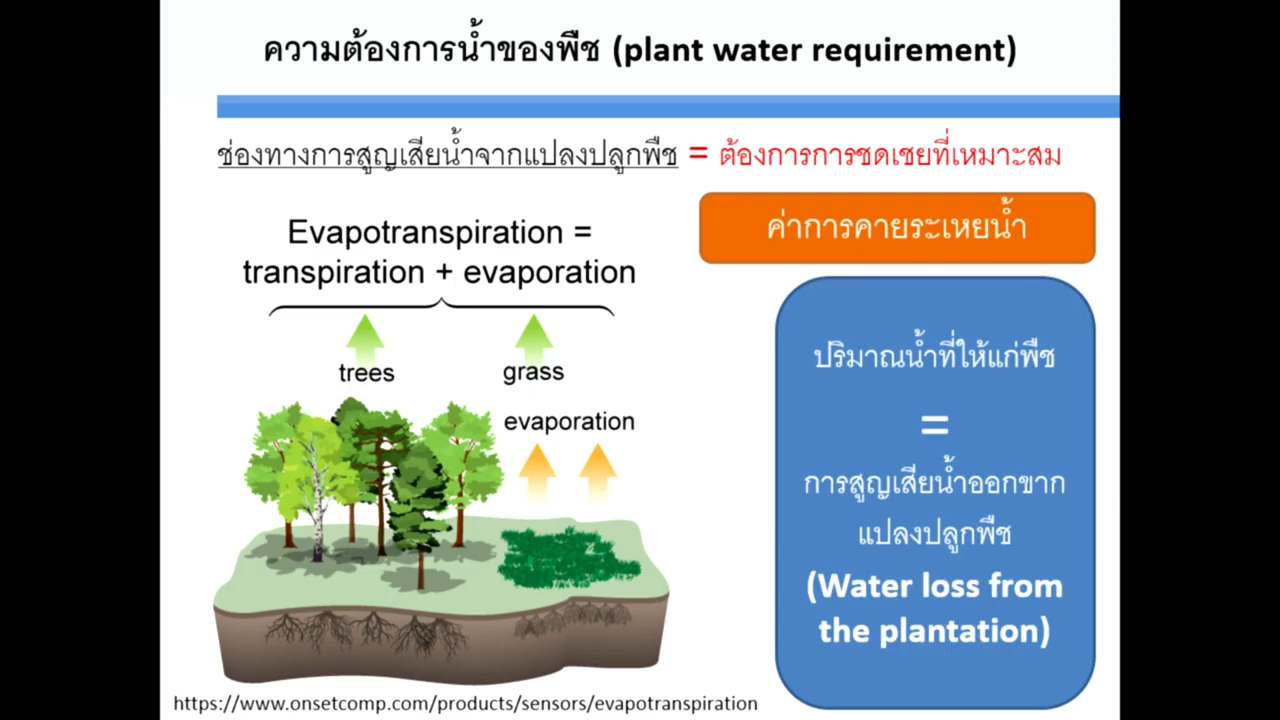 ความต้องการน้ำของพืช (plant water requirement)
ช่องทางการสูญเสียน้ำจากแปลงปลูกพืช = ต้องการการชดเชยที่เหมาะสม
ค่าการคายระเหยน้ำ
Evapotranspiration =
transpiration + evaporation
trees
grass
evaporation
ปริมาณน้ำที่ให้แก่พืช
=
การสูญเสียน้ำออกขาก
แปลงปลูกพืช
(Water loss from
the plantation)
https://www.onsetcomp.com/products/sensors/evapotranspiration